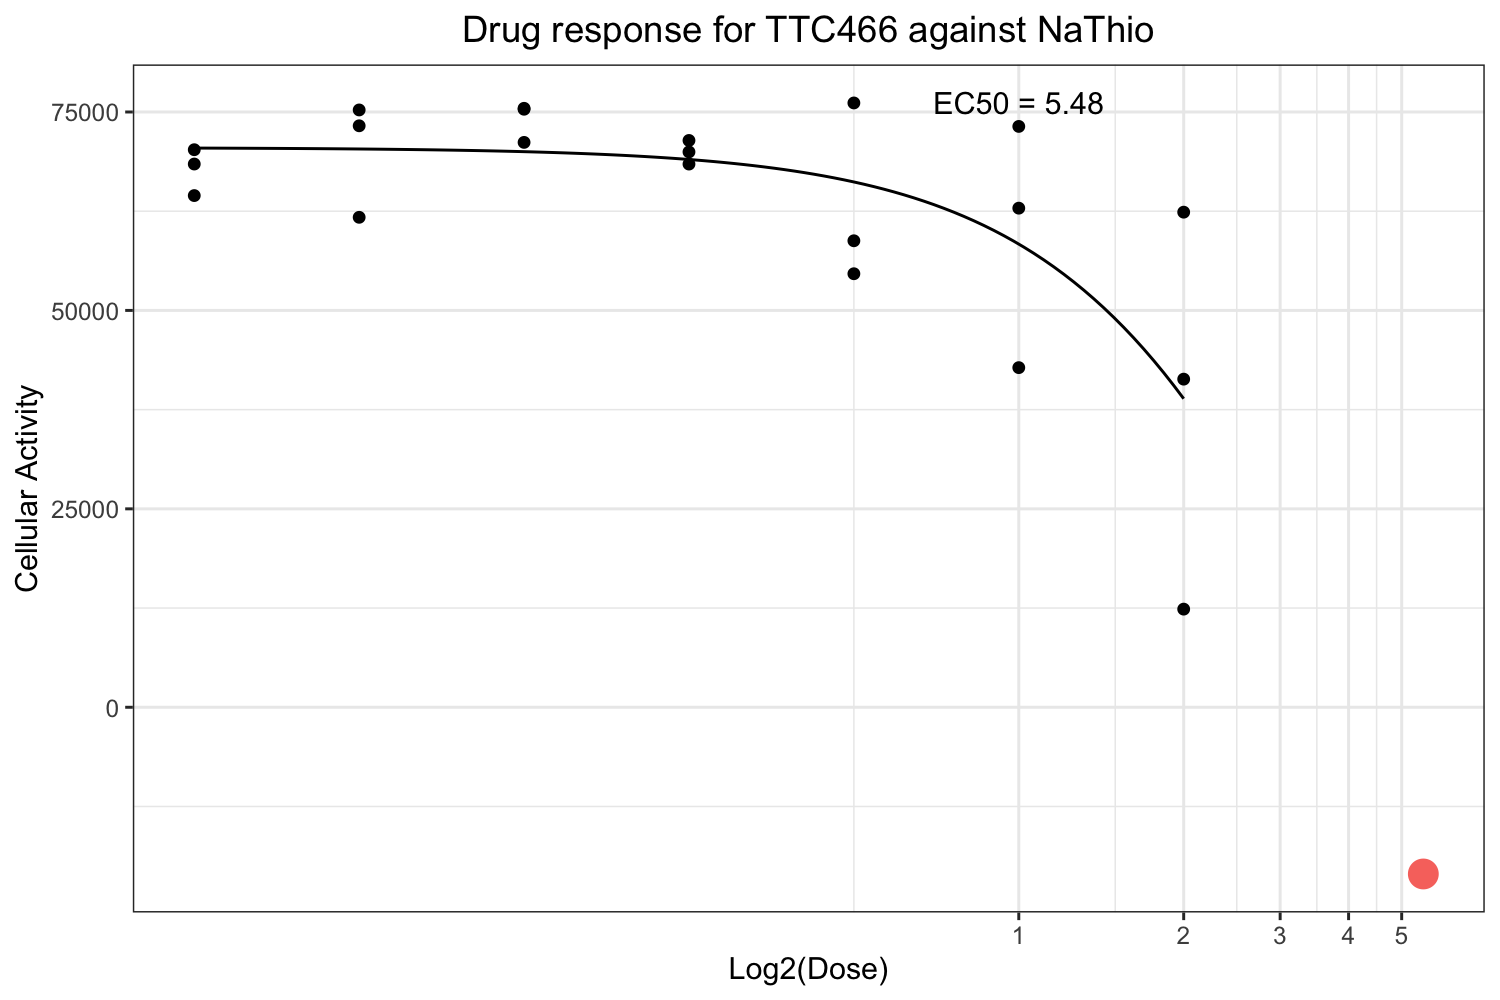 Drug response for TTC466 against NaThio
EC50 = 5.48
75000
50000
25000
0
Cellular Activity
1 2 3 4 5
Log2(Dose)